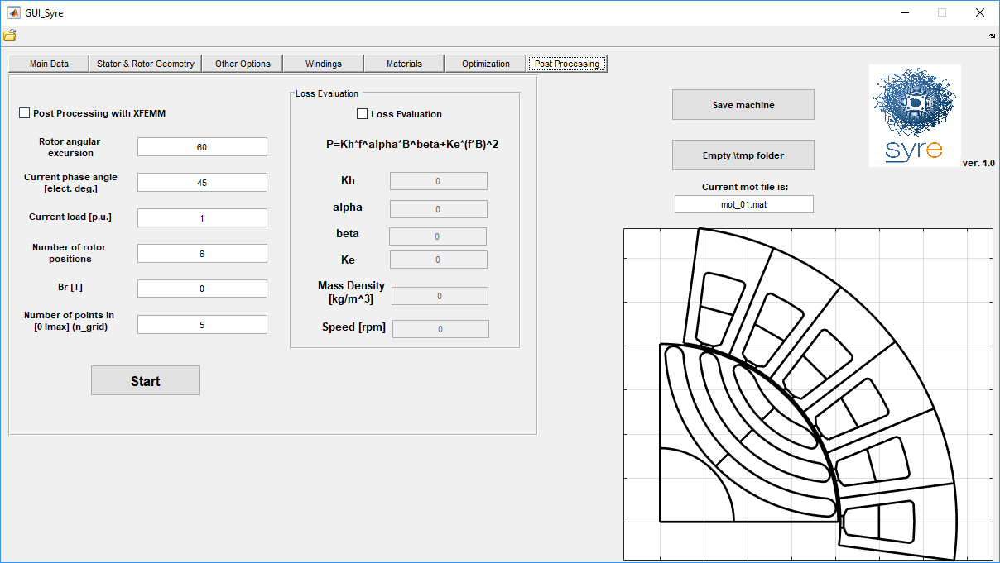 GUI_Syre
Main Data
Stator & Rotor Geometry
Other Options
Windings
Materials
Optimization
Post Processing
Post Processing with XFEMM
Rotor angular
excursion
60
Current phase angle
[elect. deg.]
45
Current load [p.u.]
1
Number of rotor
positions
6
Br [T]
0
Number of points in
[0 Imax] (n_grid)
5
Start
Loss Evaluation
Loss Evaluation
P=Kh*f^alpha*B^beta+Ke*(f*B)^2
Kh
0
alpha
0
beta
0
Ke
0
Mass Density
[kg/m^3]
0
Speed [rpm]
0
Save machine
Empty \tmp folder
Current mot file is:
mot_01.mat
syre
ver. 1.0